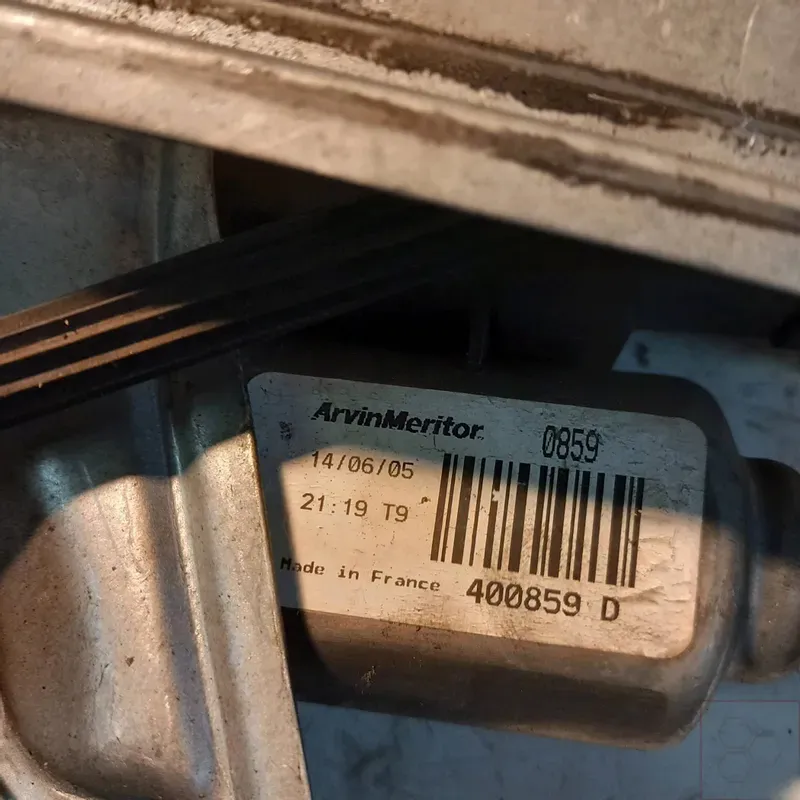 ArvinMeritor 0859
14/06/05
21:19 T9
Made in France 400859 D